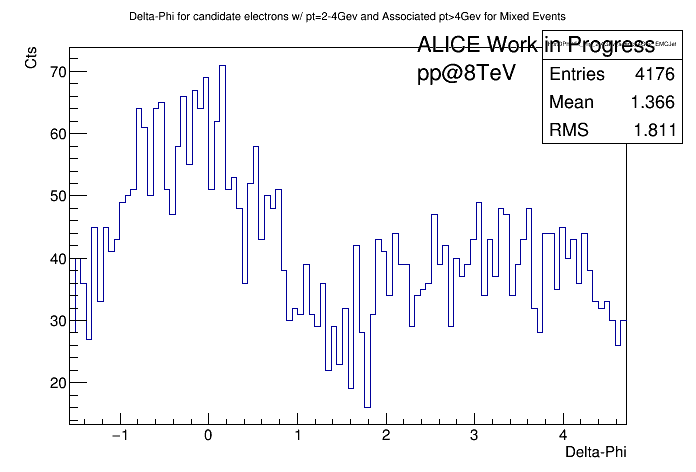 Delta-Phi for candidate electrons w/ pt=2-4Gev and Associated pt>4Gev for Mixed Events
Cts
ALICE Work in Progress
pp@8TeV
Entries 4176
Mean 1.366
RMS 1.811
70
60
50
40
30
20
−1 0 1 2 3 4
Delta-Phi